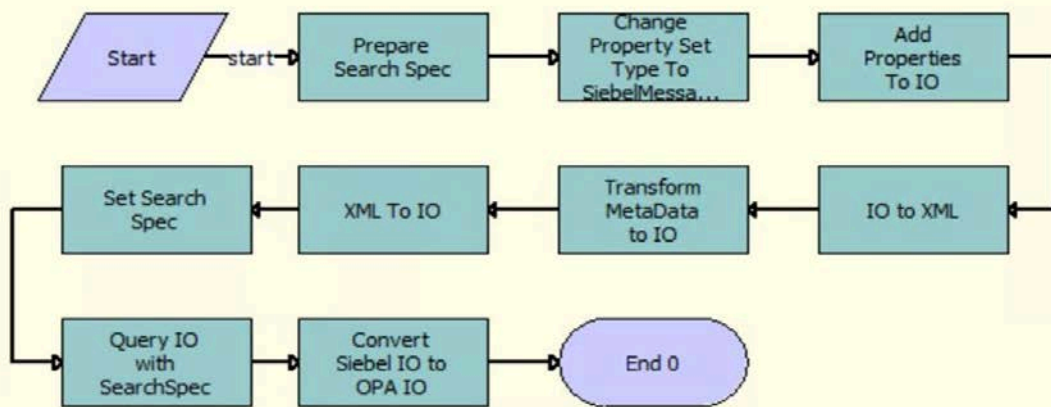 Start
start
Prepare
Search Spec
Change
Property Set
Type To
SiebelMessa...
Add
Properties
To IO
Set Search
Spec
XML To IO
Transform
MetaData
to IO
IO to XML
Query IO
with
SearchSpec
Convert
Siebel IO to
OPA IO
End 0